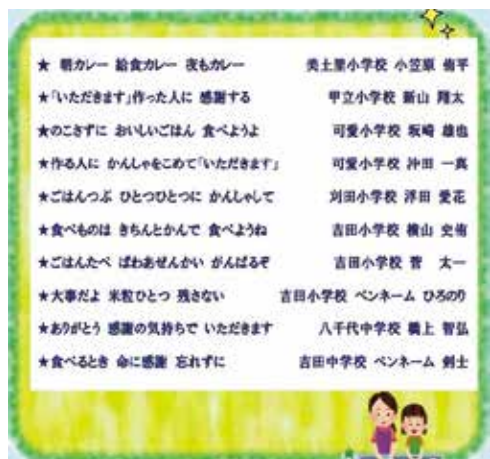 ★ 朝カレー 給食カレー 夜もカレー 美土里小学校 小笠原 侑平
★「いただきます」作った人に 感謝する 甲立小学校 新山 翔太
★のこさずに おいしいごはん 食べようよ 可愛小学校 坂崎 雄也
★作る人に かんしゃをこめて「いただきます」 可愛小学校 沖田 一真
★ごはんつぶ ひとつひとつに かんしゃして 刈田小学校 浮田 愛花
★食べものは きちんとかんで 食べようね 吉田小学校 横山 史侑
★ごはんたべ ぱわあぜんかい がんばるぞ 吉田小学校 菅 太一
★大事だよ 米粒ひとつ 残さない 吉田小学校 ペンネーム ひろのり
★ありがとう 感謝の気持ちで いただきます 八千代中学校 橋上 智弘
★食べるとき 命に感謝 忘れずに 吉田中学校 ペンネーム 剣士